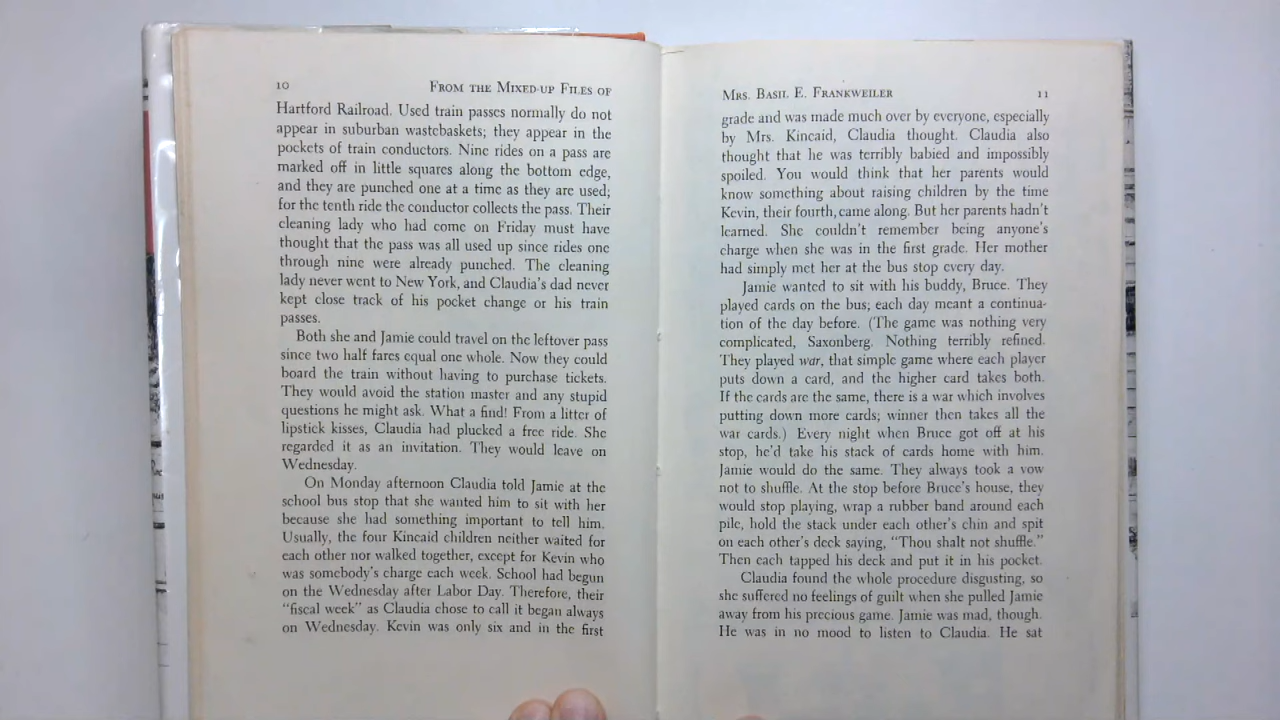 10 FROM THE MIXED-UP FILES OF
Hartford Railroad. Used train passes normally do not
appear in suburban wastebaskets; they appear in the
pockets of train conductors. Nine rides on a pass are
marked off in little squares along the bottom edge,
and they are punched one at a time as they are used;
for the tenth ride the conductor collects the pass. Their
cleaning lady who had come on Friday must have
thought that the pass was all used up since rides one
through nine were already punched. The cleaning
lady never went to New York, and Claudia's dad never
kept close track of his pocket change or his train
passes.
Both she and Jamie could travel on the leftover pass
since two half fares equal one whole. Now they could
board the train without having to purchase tickets.
They would avoid the station master and any stupid
questions he might ask. What a find! From a litter of
lipstick kisses, Claudia had plucked a free ride. She
regarded it as an invitation. They would leave on
Wednesday.
On Monday afternoon Claudia told Jamie at the
school bus stop that she wanted him to sit with her
because she had something important to tell him.
Usually, the four Kincaid children neither waited for
each other nor walked together, except for Kevin who
was somebody's charge each week. School had begun
on the Wednesday after Labor Day. Therefore, their
"fiscal week" as Claudia chose to call it began always
on Wednesday. Kevin was only six and in the first
MRS. BASIL E. FRANKWEILER 11
grade and was made much over by everyone, especially
by Mrs. Kincaid, Claudia thought. Claudia also
thought that he was terribly babied and impossibly
spoiled. You would think that her parents would
know something about raising children by the time
Kevin, their fourth, came along. But her parents hadn't
learned. She couldn't remember being anyone's
charge when she was in the first grade. Her mother
had simply met her at the bus stop every day.
Jamie wanted to sit with his buddy, Bruce. They
played cards on the bus; each day meant a continua-
tion of the day before. (The game was nothing very
complicated, Saxonberg. Nothing terribly refined.
They played war, that simple game where each player
puts down a card, and the higher card takes both.
If the cards are the same, there is a war which involves
putting down more cards; winner then takes all the
war cards.) Every night when Bruce got off at his
stop, he'd take his stack of cards home with him.
Jamie would do the same. They always took a vow
not to shuffle. At the stop before Bruce's house, they
would stop playing, wrap a rubber band around each
pile, hold the stack under each other's chin and spit
on each other's deck saying, "Thou shalt not shuffle."
Then each tapped his deck and put it in his pocket.
Claudia found the whole procedure disgusting, so
she suffered no feelings of guilt when she pulled Jamie
away from his precious game. Jamie was mad, though.
He was in no mood to listen to Claudia. He sat